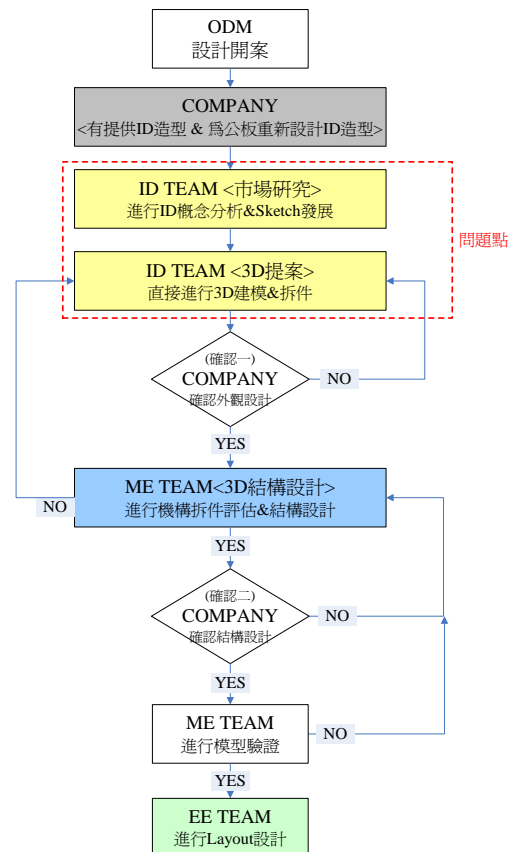 ODM
設計開案
COMPANY
<有提供ID造型 & 爲公板重新設計ID造型>
ID TEAM <市場研究>
進行ID概念分析&Sketch發展
問題點
ID TEAM <3D提案>
直接進行3D建模&拆件
(確認一)
COMPANY
確認外觀設計
NO
YES
ME TEAM<3D結構設計>
進行機構拆件評估&結構設計
NO
YES
(確認二)
COMPANY
確認結構設計
NO
YES
ME TEAM
進行模型驗證
NO
YES
EE TEAM
進行Layout設計